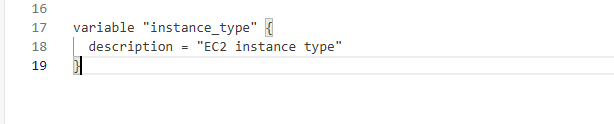 16
17 variable "instance_type" {
18   description = "EC2 instance type"
19 }